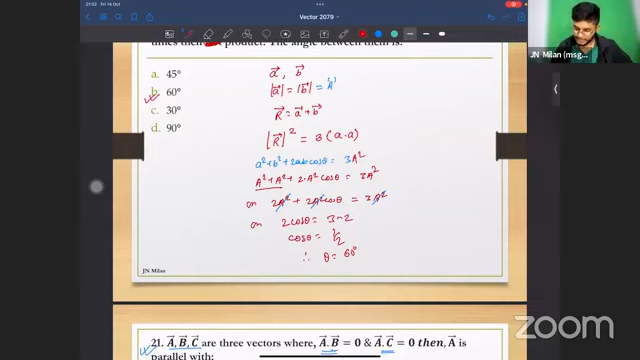 21:02 Fri 14 Oct
Vector 2079
product. The angle between them is:
a. 45°
b. 60°
c. 30°
d. 90°
a⃗ , b⃗
|a⃗| = |b⃗| = A
R⃗ = a⃗ + b⃗
|R⃗|² = 3 (a.a)
a² + b² + 2ab cosθ = 3A²
A² + A² + 2·A² cosθ = 3A²
or 2A² + 2A² cosθ = 3A²
or 2cosθ = 3-2
cosθ = 1/2
∴ θ = 60°
JN Milan
21. A⃗, B⃗, C⃗ are three vectors where, A⃗.B⃗ = 0 & A⃗.C⃗ = 0 then, A⃗ is
parallel with:
JN Milan (msg...
zoom